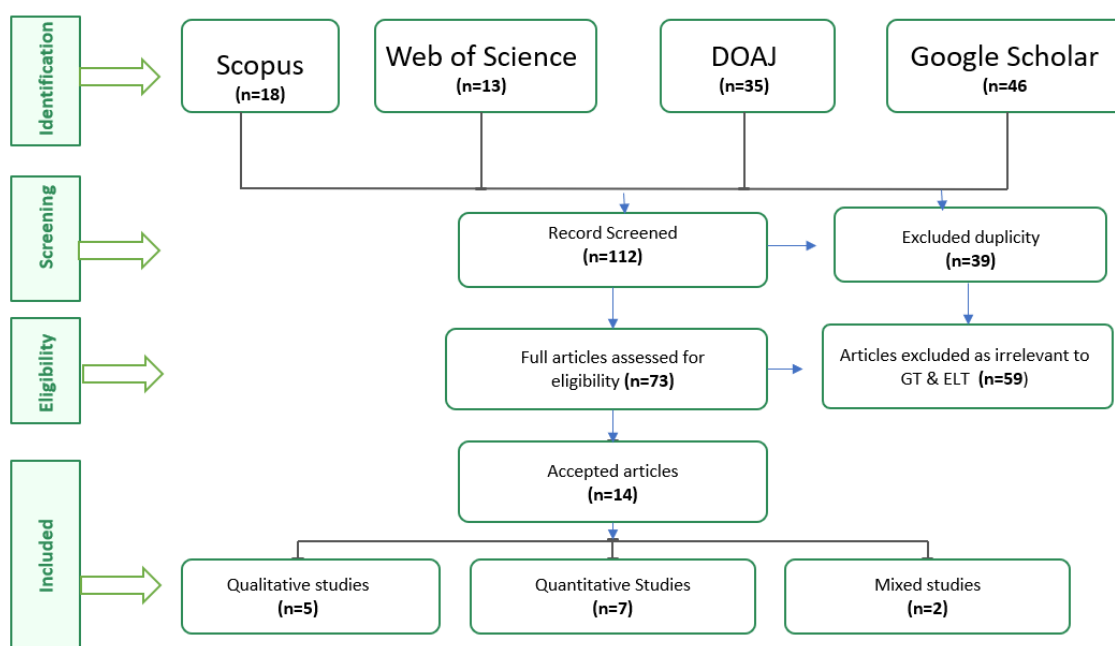 Identification
Scopus
(n=18)
Web of Science
(n=13)
DOAJ
(n=35)
Google Scholar
(n=46
Screening
Record Screened
(n=112)
Excluded duplicity
(n=39)
Eligibility
Full articles assessed for
eligibility (n=73)
Articles excluded as irrelevant to
GT & ELT (n=59)
Accepted articles
(n=14)
Included
Qualitative studies
(n=5)
Quantitative Studies
(n=7)
Mixed studies
(n=2)